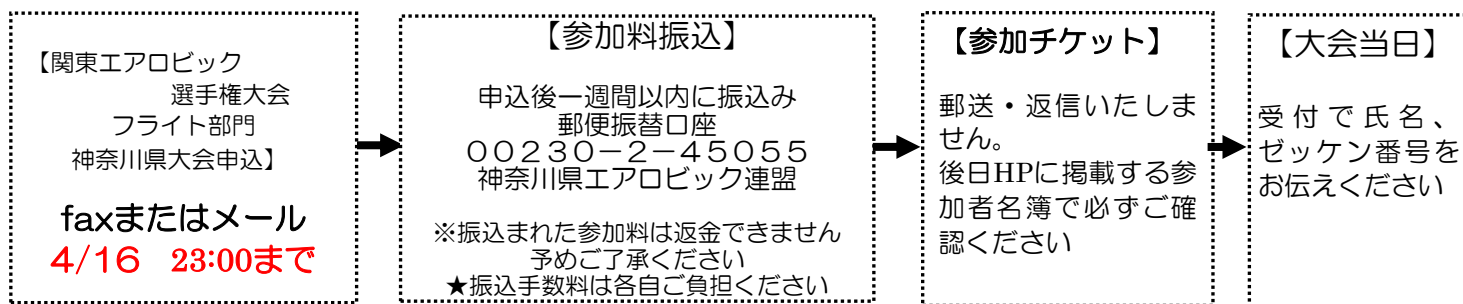 【関東エアロビック
選手権大会
フライト部門
神奈川県大会申込】
faxまたはメール
4/16 23:00まで
【参加料振込】
申込後一週間以内に振込み
郵便振替口座
００２３０－２－４５０５５
神奈川県エアロビック連盟
※振込まれた参加料は返金できません
予めご了承ください
★振込手数料は各自ご負担ください
【参加チケット】
郵送・返信いたしま
せん。
後日HPに掲載する参
加者名簿で必ずご確
認ください
【大会当日】
受付で氏名、
ゼッケン番号を
お伝えください